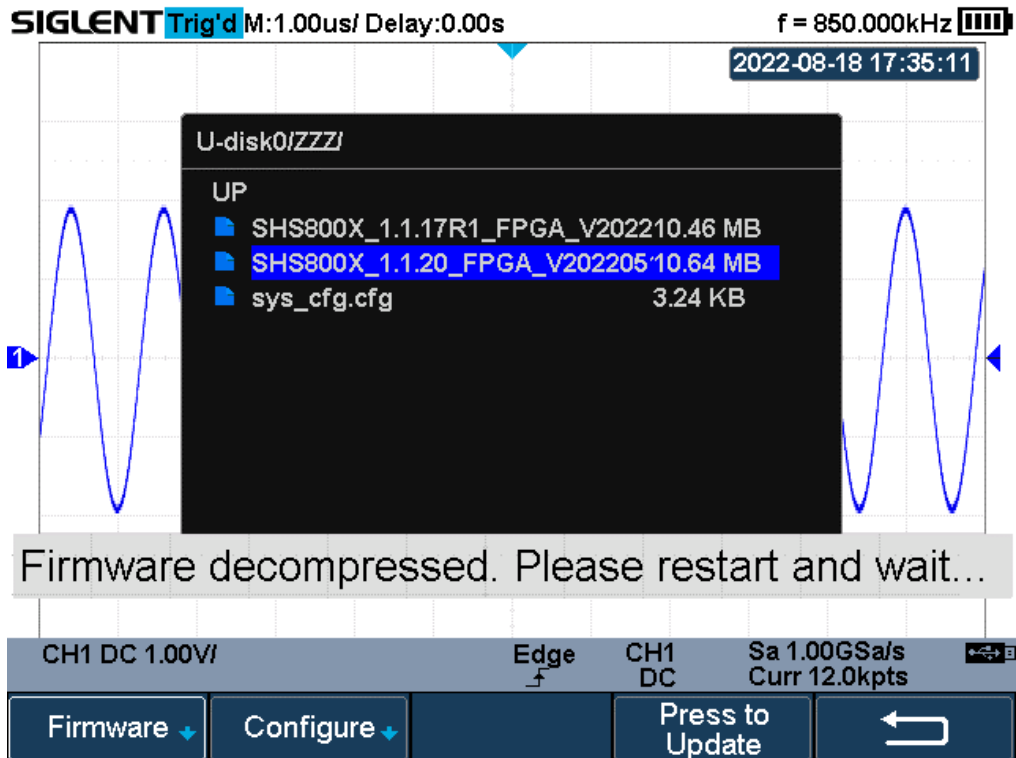 SIGLENT Trig'd M:1.00us/ Delay:0.00s f = 850.000kHz
2022-08-18 17:35:11
U-disk0/ZZZ/
UP
SHS800X_1.1.17R1_FPGA_V202210.46 MB
SHS800X_1.1.20_FPGA_V20220510.64 MB
sys_cfg.cfg 3.24 KB
1
Firmware decompressed. Please restart and wait...
CH1 DC 1.00V/ Edge CH1 Sa 1.00GSa/s
DC Curr 12.0kpts
Firmware Configure Press to
Update